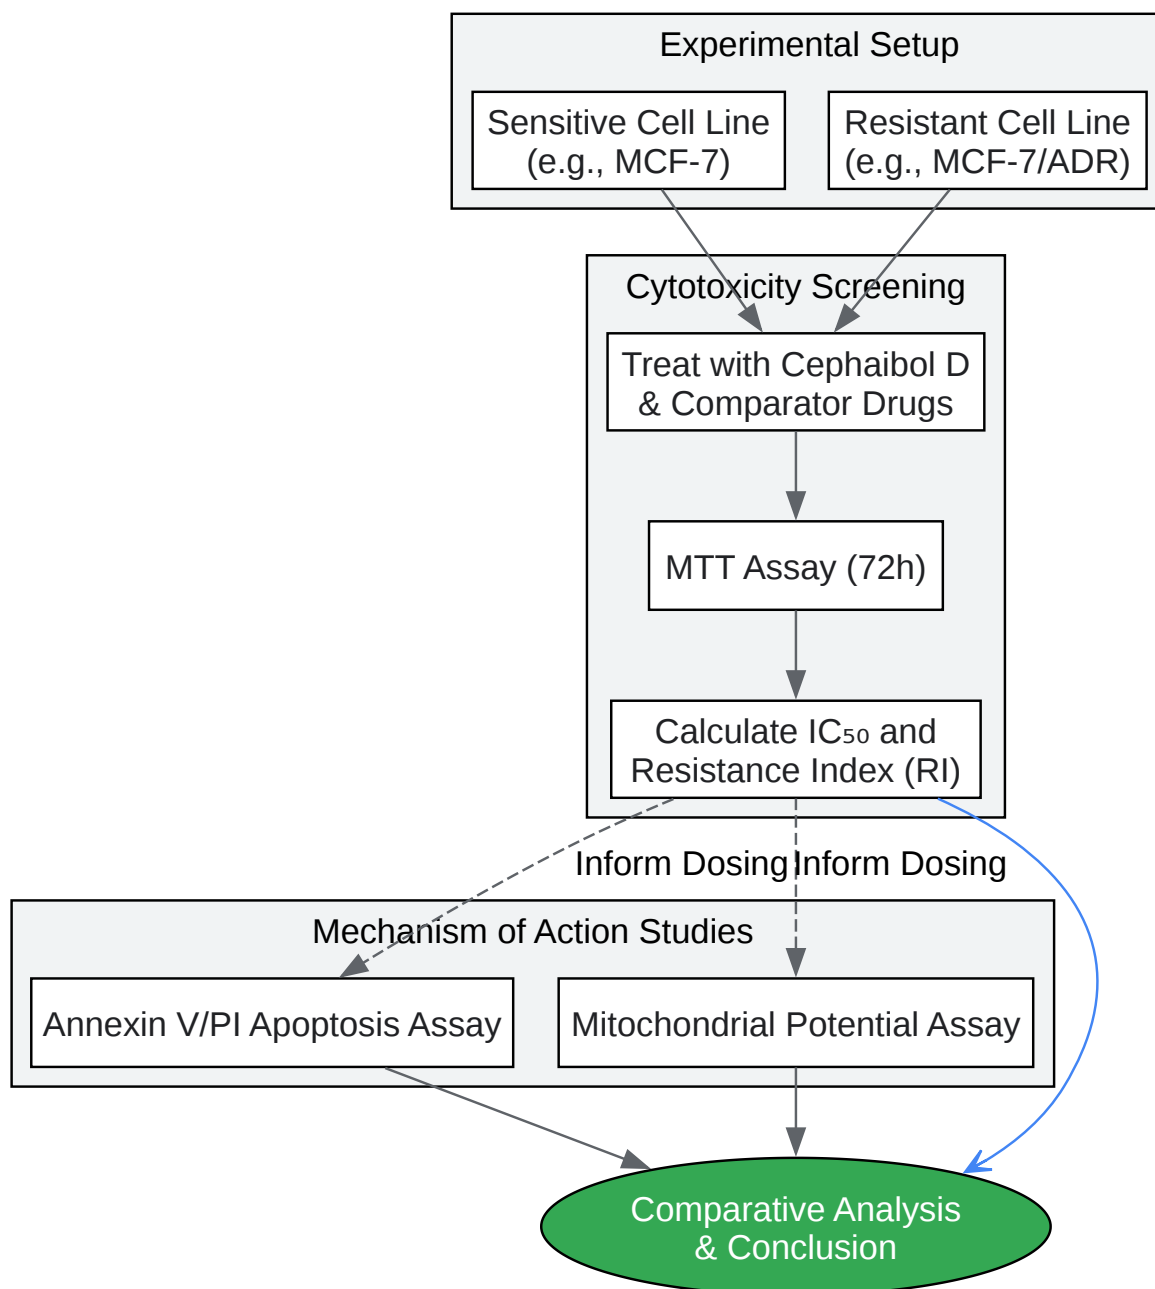 Experimental Setup
Sensitive Cell Line
(e.g., MCF-7)
Resistant Cell Line
(e.g., MCF-7/ADR)
Cytotoxicity Screening
Treat with Cephaibol D
& Comparator Drugs
MTT Assay (72h)
Calculate IC₅₀ and
Resistance Index (RI)
Inform Dosing
Inform Dosing
Mechanism of Action Studies
Annexin V/PI Apoptosis Assay
Mitochondrial Potential Assay
Comparative Analysis
& Conclusion